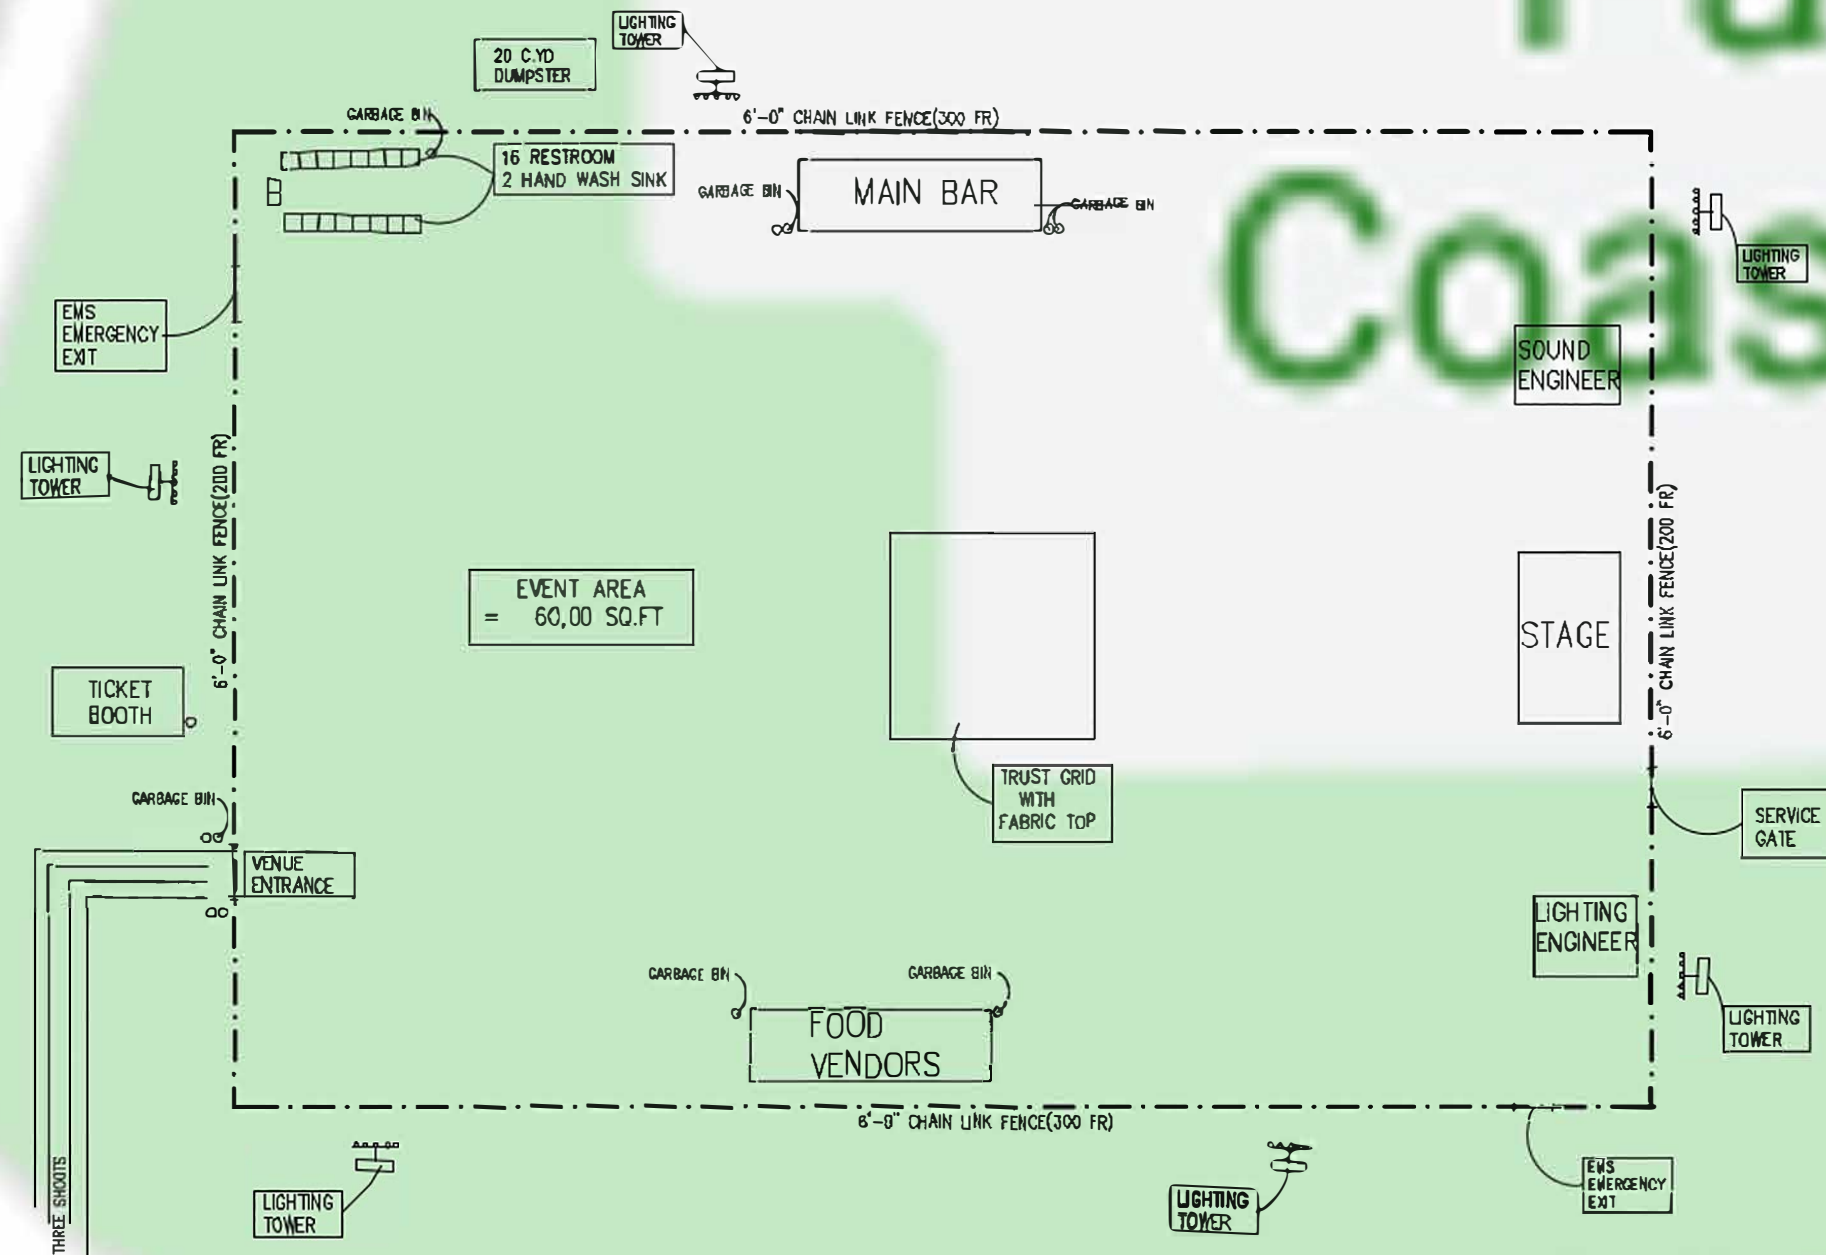 LIGHTING
TOWER
20 C.YD
DUMPSTER
GARBAGE BIN
6'-0" CHAIN LINK FENCE(300 FR)
16 RESTROOM
2 HAND WASH SINK
GARBAGE BIN
MAIN BAR
GARBAGE BIN
Coas
LIGHTING
TOWER
EMS
EMERGENCY
EXIT
SOUND
ENGINEER
LIGHTING
TOWER
6'-0" CHAIN LINK FENCE(200 FR)
EVENT AREA
= 60,00 SQ.FT
STAGE
6'-0" CHAIN LINK FENCE(200 FR)
TICKET
BOOTH
TRUST GRID
WITH
FABRIC TOP
GARBAGE BIN
SERVICE
GATE
VENUE
ENTRANCE
LIGHTING
ENGINEER
GARBAGE BIN
GARBAGE BIN
FOOD
VENDORS
LIGHTING
TOWER
6'-0" CHAIN LINK FENCE(300 FR)
THREE SHOOTS
LIGHTING
TOWER
LIGHTING
TOWER
EMS
EMERGENCY
EXIT